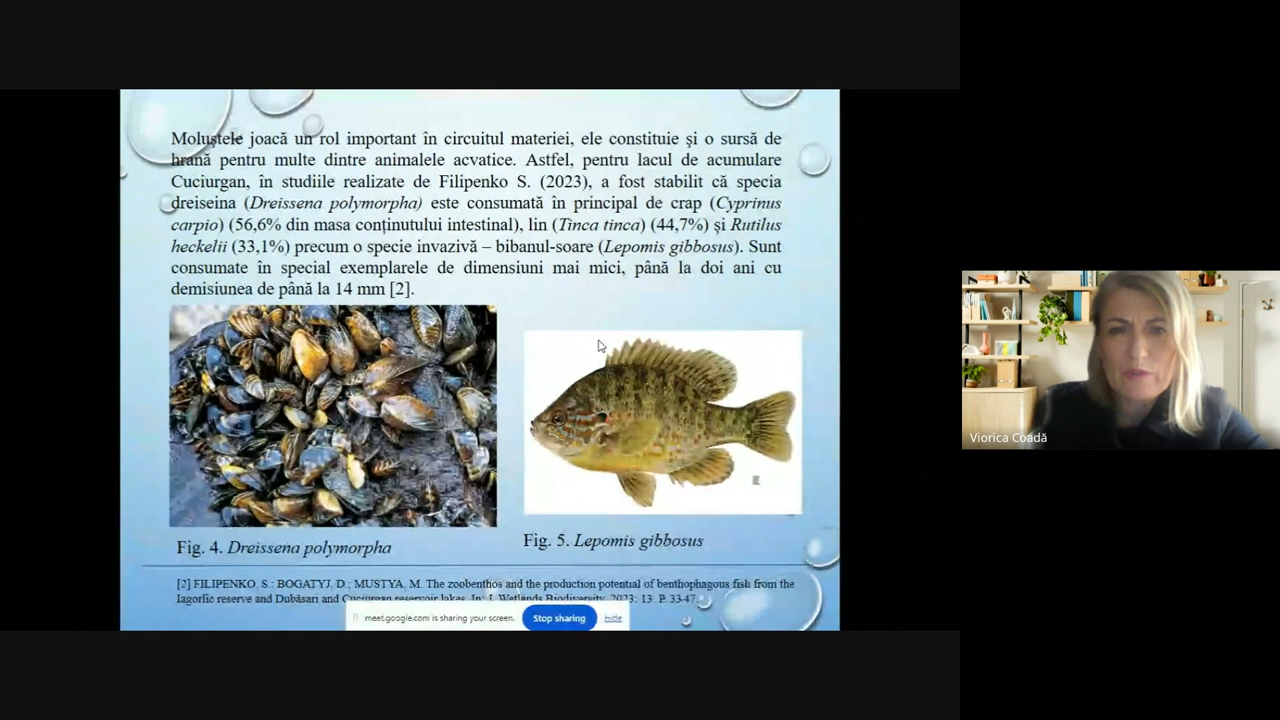 Moluștele joacă un rol important în circuitul materiei, ele constituie și o sursă de
hrană pentru multe dintre animalele acvatice. Astfel, pentru lacul de acumulare
Cuciurgan, în studiile realizate de Filipenko S. (2023), a fost stabilit că specia
dreiseina (Dreissena polymorpha) este consumată în principal de crap (Cyprinus
carpio) (56,6% din masa conținutului intestinal), lin (Tinca tinca) (44,7%) și Rutilus
heckelii (33,1%) precum o specie invazivă – bibanul-soare (Lepomis gibbosus). Sunt
consumate în special exemplarele de dimensiuni mai mici, până la doi ani cu
demisiunea de până la 14 mm [2].
Fig. 4. Dreissena polymorpha
Fig. 5. Lepomis gibbosus
[2] FILIPENKO, S.; BOGATYJ, D.; MUSTYA, M. The zoobenthos and the production potential of benthophagous fish from the
Iagorlic reserve and Dubăsari and Cuciurgan reservoir lakes. In: J. Wetlands Biodiversity, 2023; 13. P. 33-47.
meet.google.com is sharing your screen.
Stop sharing
hide
Viorica Coadă